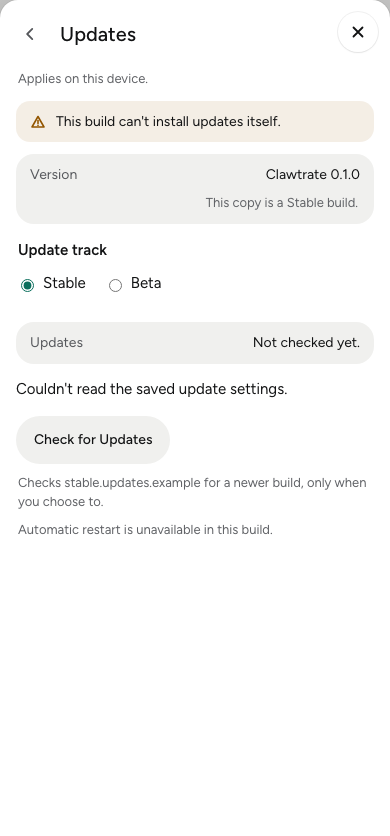 Updates
Applies on this device.
This build can't install updates itself.
Version
Clawtrate 0.1.0
This copy is a Stable build.
Update track
Stable
Beta
Updates
Not checked yet.
Couldn't read the saved update settings.
Check for Updates
Checks stable.updates.example for a newer build, only when
you choose to.
Automatic restart is unavailable in this build.